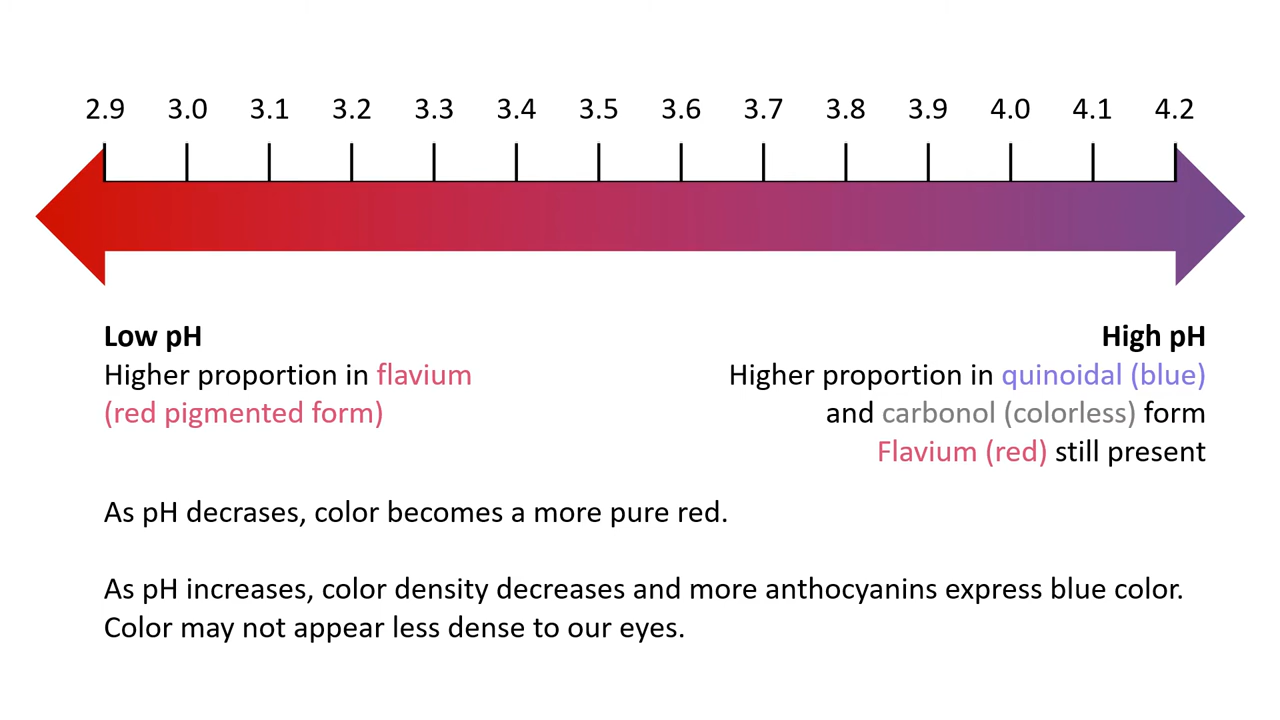 2.9 3.0 3.1 3.2 3.3 3.4 3.5 3.6 3.7 3.8 3.9 4.0 4.1 4.2
Low pH
Higher proportion in flavium
(red pigmented form)
High pH
Higher proportion in quinoidal (blue)
and carbonol (colorless) form
Flavium (red) still present
As pH decrases, color becomes a more pure red.
As pH increases, color density decreases and more anthocyanins express blue color.
Color may not appear less dense to our eyes.